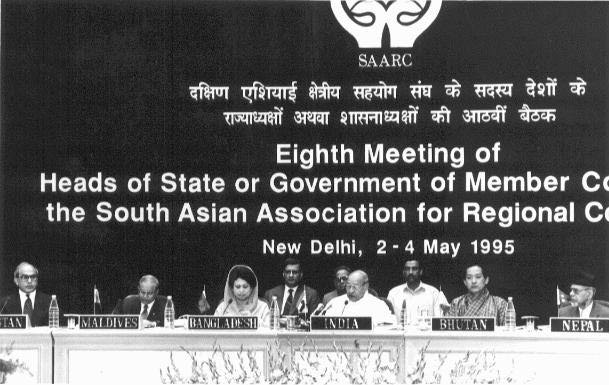 SAARC
दक्षिण एशियाई क्षेत्रीय सहयोग संघ के सदस्य देशों के
राज्याध्यक्षों अथवा शासनाध्यक्षों की आठवीं बैठक
Eighth Meeting of
Heads of State or Government of Member Co
the South Asian Association for Regional Co
New Delhi, 2 - 4 May 1995
TAN MALDIVES BANGLADESH INDIA BHUTAN NEPAL